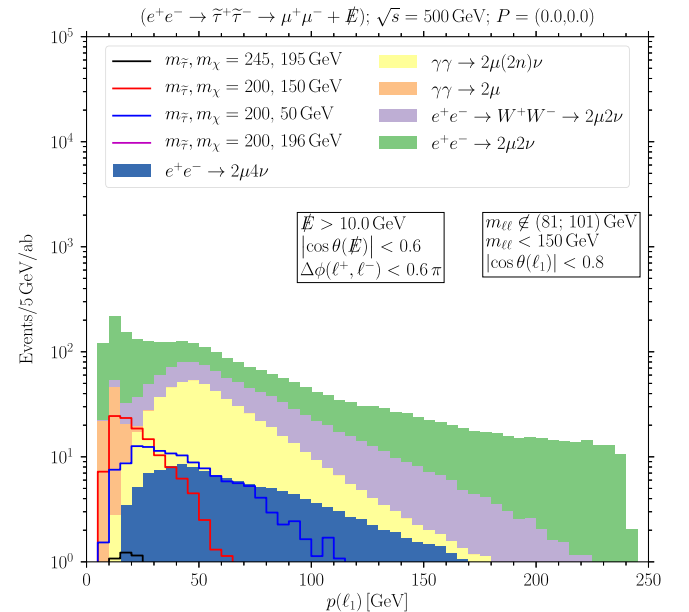 (e⁺e⁻ → τ̃⁺τ̃⁻ → μ⁺μ⁻ + E̸); √s = 500 GeV; P = (0.0,0.0)
m_τ̃, m_χ = 245, 195 GeV
m_τ̃, m_χ = 200, 150 GeV
m_τ̃, m_χ = 200, 50 GeV
m_τ̃, m_χ = 200, 196 GeV
e⁺e⁻ → 2μ4ν
γγ → 2μ(2n)ν
γγ → 2μ
e⁺e⁻ → W⁺W⁻ → 2μ2ν
e⁺e⁻ → 2μ2ν
E̸ > 10.0 GeV
|cos θ(E̸)| < 0.6
Δϕ(ℓ⁺, ℓ⁻) < 0.6 π
m_ℓℓ ∉ (81; 101) GeV
m_ℓℓ < 150 GeV
|cos θ(ℓ₁)| < 0.8
Events/5 GeV/ab
10⁵
10⁴
10³
10²
10¹
10⁰
0 50 100 150 200 250
p(ℓ₁) [GeV]